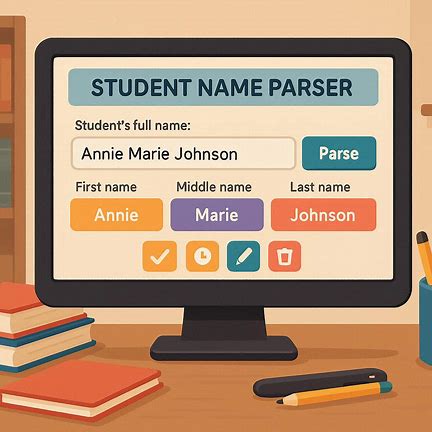 STUDENT NAME PARSER
Student's full name:
Annie Marie Johnson Parse
First name Middle name Last name
Annie Marie Johnson